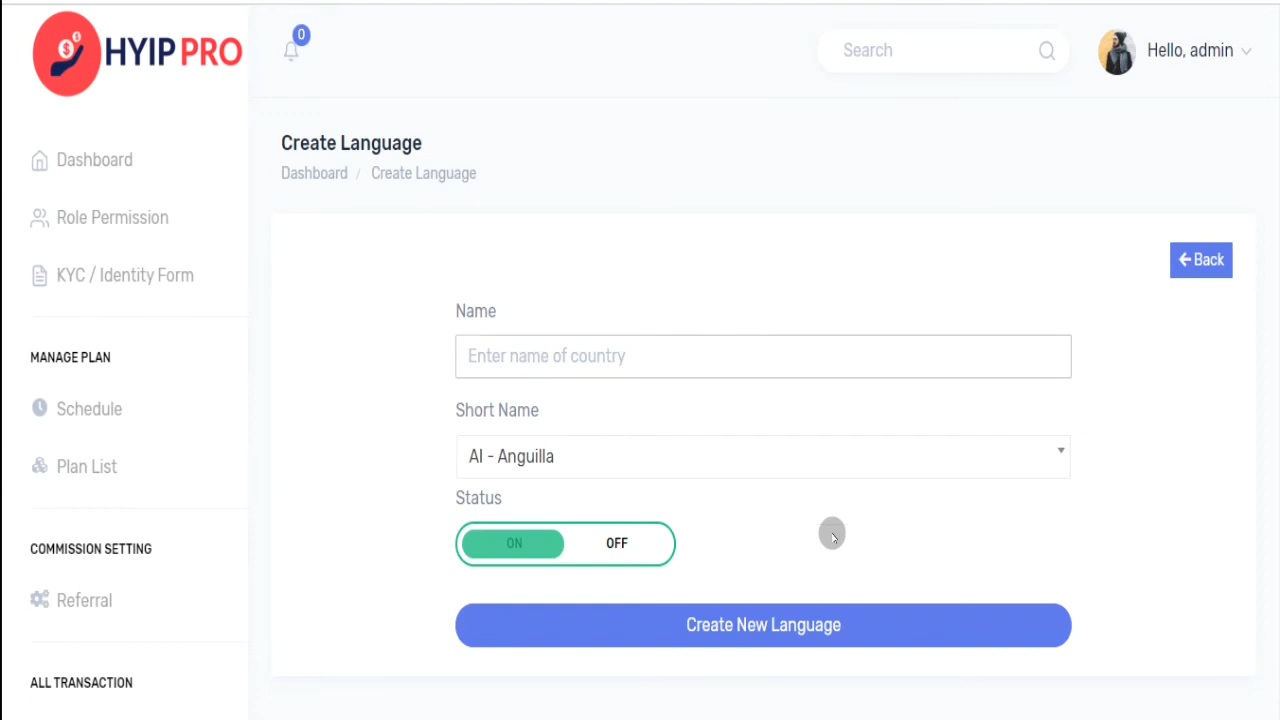 HYIP PRO
0
Search
Hello, admin
Dashboard
Role Permission
KYC / Identity Form
MANAGE PLAN
Schedule
Plan List
COMMISSION SETTING
Referral
ALL TRANSACTION
Create Language
Dashboard / Create Language
Back
Name
Enter name of country
Short Name
AI - Anguilla
Status
ON OFF
Create New Language